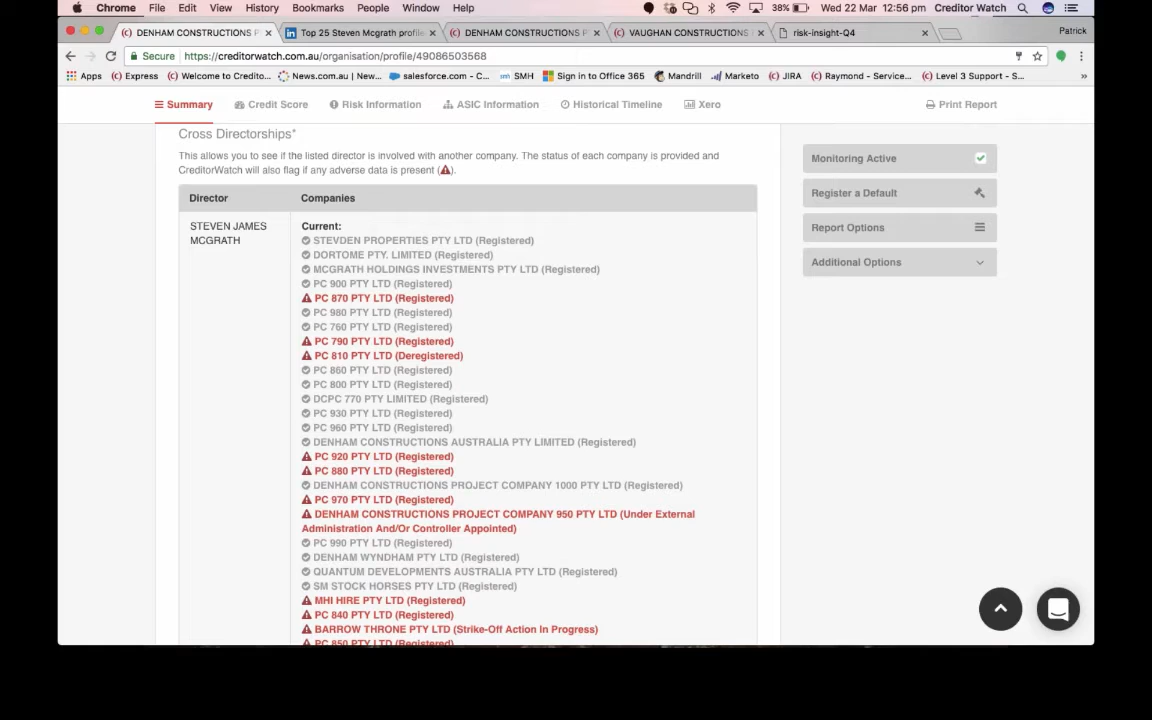 Chrome File Edit View History Bookmarks People Window Help 38% Wed 22 Mar 12:56 pm Creditor Watch
DENHAM CONSTRUCTIONS P Top 25 Steven Mcgrath profile DENHAM CONSTRUCTIONS P VAUGHAN CONSTRUCTIONS risk-insight-Q4 Patrick
Secure https://creditorwatch.com.au/organisation/profile/49086503568
Apps Express Welcome to Credito... News.com.au | New... salesforce.com - C... sm SMH Sign in to Office 365 Mandrill Marketo JIRA Raymond - Service... Level 3 Support - S... »
Summary Credit Score Risk Information ASIC Information Historical Timeline Xero Print Report
Cross Directorships*
This allows you to see if the listed director is involved with another company. The status of each company is provided and
CreditorWatch will also flag if any adverse data is present ( ).
Director Companies
STEVEN JAMES
MCGRATH
Current:
STEVDEN PROPERTIES PTY LTD (Registered)
DORTOME PTY. LIMITED (Registered)
MCGRATH HOLDINGS INVESTMENTS PTY LTD (Registered)
PC 900 PTY LTD (Registered)
PC 870 PTY LTD (Registered)
PC 980 PTY LTD (Registered)
PC 760 PTY LTD (Registered)
PC 790 PTY LTD (Registered)
PC 810 PTY LTD (Deregistered)
PC 860 PTY LTD (Registered)
PC 800 PTY LTD (Registered)
DCPC 770 PTY LIMITED (Registered)
PC 930 PTY LTD (Registered)
PC 960 PTY LTD (Registered)
DENHAM CONSTRUCTIONS AUSTRALIA PTY LIMITED (Registered)
PC 920 PTY LTD (Registered)
PC 880 PTY LTD (Registered)
DENHAM CONSTRUCTIONS PROJECT COMPANY 1000 PTY LTD (Registered)
PC 970 PTY LTD (Registered)
DENHAM CONSTRUCTIONS PROJECT COMPANY 950 PTY LTD (Under External
Administration And/Or Controller Appointed)
PC 990 PTY LTD (Registered)
DENHAM WYNDHAM PTY LTD (Registered)
QUANTUM DEVELOPMENTS AUSTRALIA PTY LTD (Registered)
SM STOCK HORSES PTY LTD (Registered)
MHI HIRE PTY LTD (Registered)
PC 840 PTY LTD (Registered)
BARROW THRONE PTY LTD (Strike-Off Action In Progress)
PC 850 PTY LTD (Registered)
Monitoring Active
Register a Default
Report Options
Additional Options